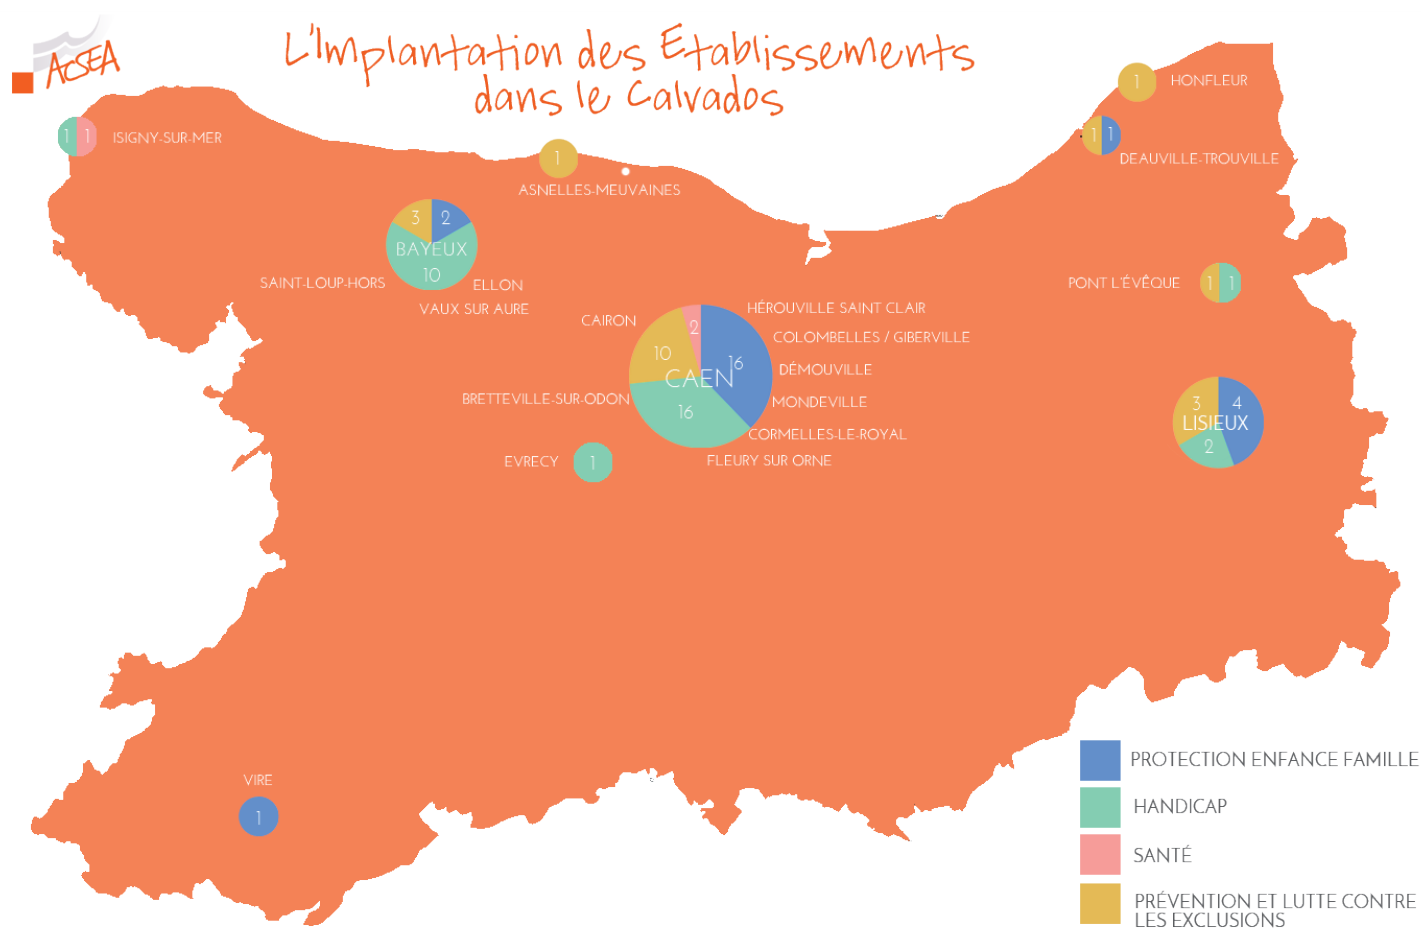 AcSEA
L'Implantation des Etablissements
dans le Calvados
1
HONFLEUR
1 1
ISIGNY-SUR-MER
1 1
DEAUVILLE-TROUVILLE
1
ASNELLES-MEUVAINES
3 2
BAYEUX
10
SAINT-LOUP-HORS
ELLON
VAUX SUR AURE
PONT L'ÉVÊQUE
1 1
CAIRON
HÉROUVILLE SAINT CLAIR
COLOMBELLES / GIBERVILLE
DÉMOUVILLE
MONDEVILLE
CORMELLES-LE-ROYAL
FLEURY SUR ORNE
BRETTEVILLE-SUR-ODON
2
10
16
CAEN
16
EVRECY
1
3 4
LISIEUX
2
VIRE
1
PROTECTION ENFANCE FAMILLE
HANDICAP
SANTÉ
PRÉVENTION ET LUTTE CONTRE
LES EXCLUSIONS